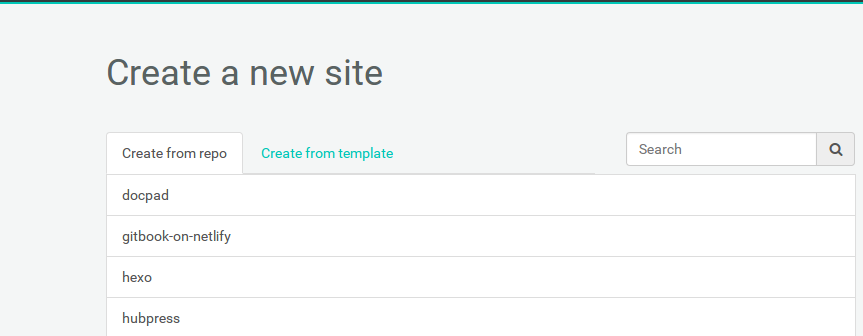 Create a new site
Create from repo
Create from template
Search
docpad
gitbook-on-netlify
hexo
hubpress